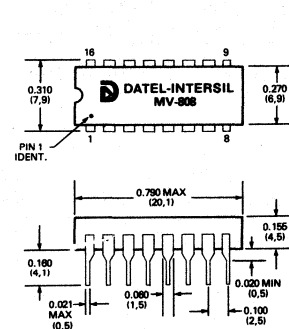 16 9
0.310
(7,9)
DATEL-INTERSIL
MV-808
0.270
(6,9)
PIN 1
IDENT.
1 8
0.790 MAX
(20,1)
0.155
(4,5)
0.160
(4,1)
0.021
MAX
(0,5)
0.060
(1,5)
0.020 MIN
(0,5)
0.100
(2,5)